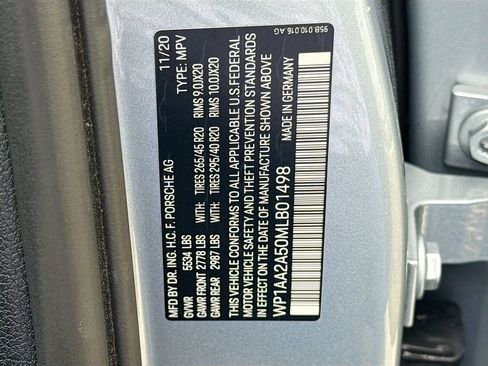 95B.010.016 AG
MFD BY DR. ING. H.C. F. PORSCHE AG 11/20
GVWR 5534 LBS TYPE: MPV
GAWR FRONT 2778 LBS WITH: TIRES 265/45 R20 RIMS 9.0JX20
GAWR REAR 2987 LBS WITH: TIRES 295/40 R20 RIMS 10.0JX20
THIS VEHICLE CONFORMS TO ALL APPLICABLE U.S. FEDERAL
MOTOR VEHICLE SAFETY AND THEFT PREVENTION STANDARDS
IN EFFECT ON THE DATE OF MANUFACTURE SHOWN ABOVE.
WP1AA2A50MLB01498 MADE IN GERMANY